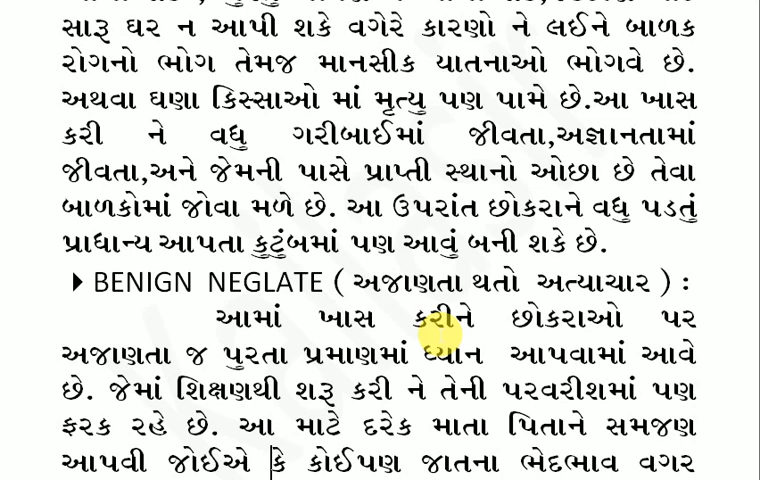 સારૂ ઘર ન આપી શકે વગેરે કારણો ને લઈને બાળક
રોગનો ભોગ તેમજ માનસીક યાતનાઓ ભોગવે છે.
અથવા ઘણા કિસ્સાઓ માં મૃત્યુ પણ પામે છે.આ ખાસ
કરી ને વધુ ગરીબાઈમાં જીવતા,અજ્ઞાનતામાં
જીવતા,અને જેમની પાસે પ્રાપ્તી સ્થાનો ઓછા છે તેવા
બાળકોમાં જોવા મળે છે. આ ઉપરાંત છોકરાને વધુ પડતું
પ્રાધાન્ય આપતા કુટુંબમાં પણ આવું બની શકે છે.
BENIGN NEGLATE ( અજાણતા થતો અત્યાચાર ) :
આમાં ખાસ કરીને છોકરાઓ પર
અજાણતા જ પુરતા પ્રમાણમાં ધ્યાન આપવામાં આવે
છે. જેમાં શિક્ષણથી શરૂ કરી ને તેની પરવરીશમાં પણ
ફરક રહે છે. આ માટે દરેક માતા પિતાને સમજણ
આપવી જોઈએ કે કોઈપણ જાતના ભેદભાવ વગર